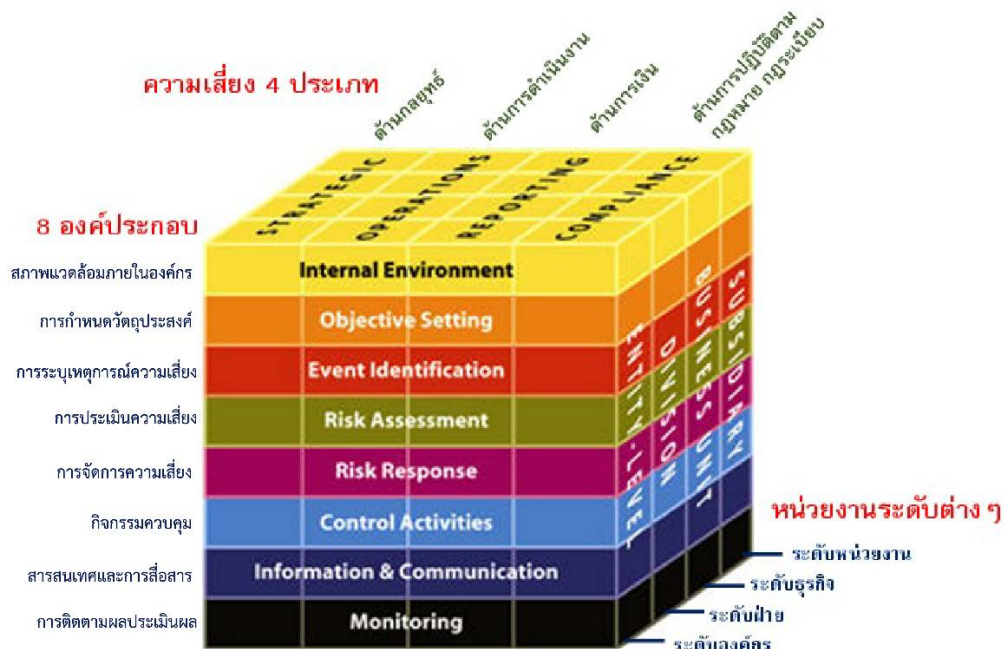 ความเสี่ยง 4 ประเภท
ด้านกลยุทธ์
ด้านการดำเนินงาน
ด้านการเงิน
ด้านการปฏิบัติตาม
กฎหมาย กฎระเบียบ
STRATEGIC
OPERATIONS
REPORTING
COMPLIANCE
8 องค์ประกอบ
สภาพแวดล้อมภายในองค์กร
Internal Environment
การกำหนดวัตถุประสงค์
Objective Setting
การระบุเหตุการณ์ความเสี่ยง
Event Identification
การประเมินความเสี่ยง
Risk Assessment
การจัดการความเสี่ยง
Risk Response
กิจกรรมควบคุม
Control Activities
สารสนเทศและการสื่อสาร
Information & Communication
การติดตามผลประเมินผล
Monitoring
ENTITY-LEVEL
DIVISION
BUSINESS UNIT
SUBSIDIARY
หน่วยงานระดับต่าง ๆ
ระดับหน่วยงาน
ระดับธุรกิจ
ระดับฝ่าย
ระดับองค์กร